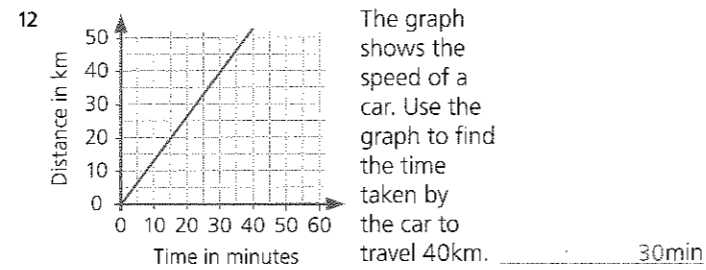 12
The graph
shows the
speed of a
car. Use the
graph to find
the time
taken by
the car to
travel 40km. 30min
Distance in km
50
40
30
20
10
0
0 10 20 30 40 50 60
Time in minutes